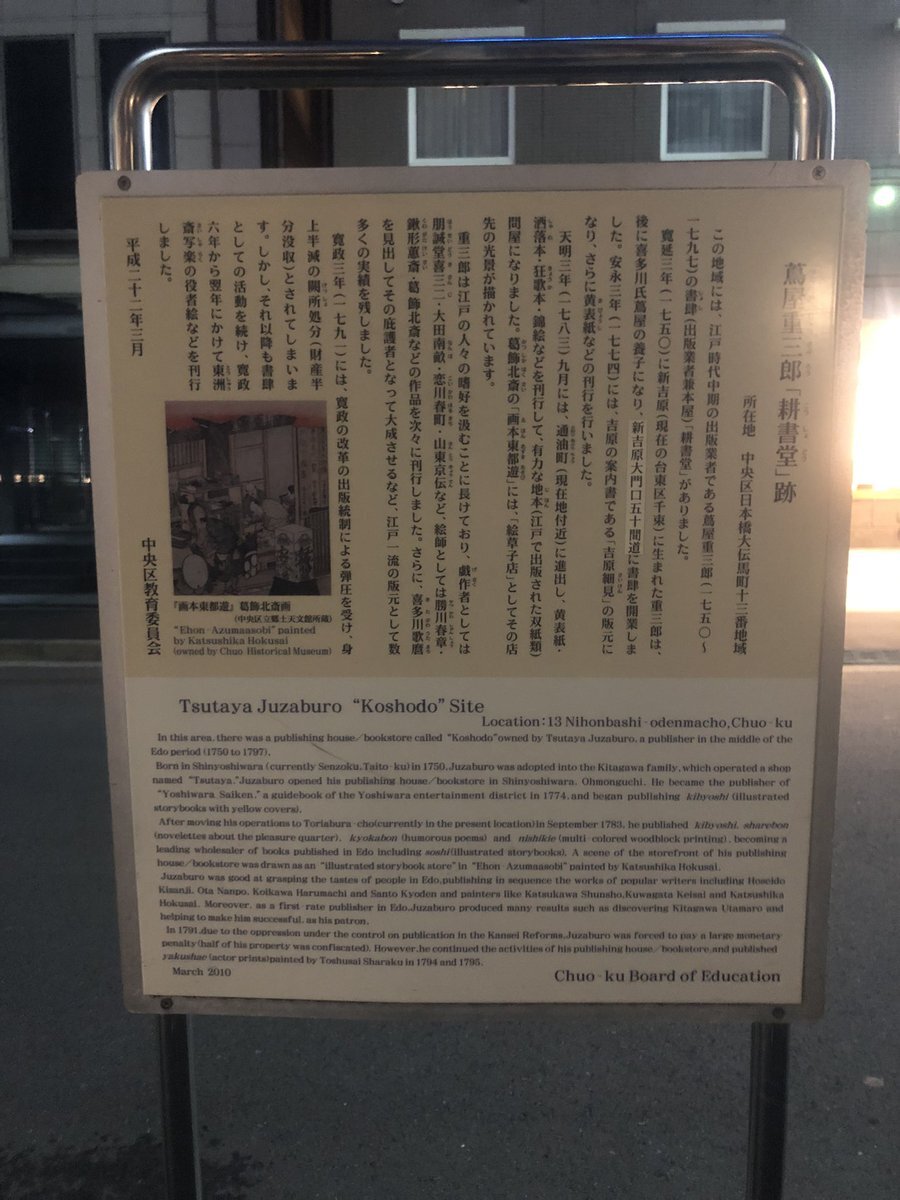 蔦屋重三郎「耕書堂」跡
所在地 中央区日本橋大伝馬町十三番地域
この地域には、江戸時代中期の出版業者である蔦屋重三郎(一七五〇~
一七九七)の書肆(出版業者兼本屋)「耕書堂」がありました。
寛延三年(一七五〇)に新吉原(現在の台東区千束)に生まれた重三郎は、
後に喜多川氏蔦屋の養子になり、新吉原大門口五十間道に書肆を開業しま
した。安永三年(一七七四)には、吉原の案内書である「吉原細見」の版元に
なり、さらに黄表紙などの刊行を行いました。
天明三年(一七八三)九月には、通油町(現在地付近)に進出し、黄表紙・
洒落本・狂歌本・錦絵などを刊行して、有力な地本(江戸で出版された双紙類)
問屋になりました。葛飾北斎の「画本東都遊」には、「絵草子店」としてその店
先の光景が描かれています。
重三郎は江戸の人々の嗜好を汲むことに長けており、戯作者としては
朋誠堂喜三二・大田南畝・恋川春町・山東京伝など、絵師としては勝川春章・
鍬形蕙斎・葛飾北斎などの作品を次々に刊行しました。さらに、喜多川歌麿
を見出してその庇護者となって大成させるなど、江戸一流の版元として数
多くの実績を残しました。
寛政三年(一七九一)には、寛政の改革の出版統制による弾圧を受け、身
上半減の闕所処分(財産半
分没収)とされてしまいま
す。しかし、それ以降も書肆
としての活動を続け、寛政
六年から翌年にかけて東洲
斎写楽の役者絵などを刊行
しました。
平成二十二年三月
中央区教育委員会
『画本東都遊』葛飾北斎画
(中央区立郷土天文館所蔵)
"Ehon-Azumaasobi" painted
by Katsushika Hokusai
(owned by Chuo Historical Museum)
Tsutaya Juzaburo "Koshodo" Site
Location:13 Nihonbashi-odenmacho,Chuo-ku
In this area, there was a publishing house/bookstore called "Koshodo"owned by Tsutaya Juzaburo, a publisher in the middle of the
Edo period (1750 to 1797).
Born in Shinyoshiwara (currently Senzoku,Taito-ku) in 1750,Juzaburo was adopted into the Kitagawa family, which operated a shop
named "Tsutaya."Juzaburo opened his publishing house/bookstore in Shinyoshiwara, Ohmonguchi. He became the publisher of
"Yoshiwara Saiken," a guidebook of the Yoshiwara entertainment district in 1774, and began publishing kibyoshi (illustrated
storybooks with yellow covers).
After moving his operations to Toriabura-cho(currently in the present location)in September 1783, he published kibyoshi, sharebon
(novelettes about the pleasure quarter), kyokabon (humorous poems) and nishikie (multi-colored woodblock printing), becoming a
leading wholesaler of books published in Edo including soshi(illustrated storybooks). A scene of the storefront of his publishing
house/bookstore was drawn as an "illustrated storybook store" in "Ehon Azumaasobi" painted by Katsushika Hokusai.
Juzaburo was good at grasping the tastes of people in Edo,publishing in sequence the works of popular writers including Hoseido
Kisanji, Ota Nanpo, Koikawa Harumachi and Santo Kyoden and painters like Katsukawa Shunsho,Kuwagata Keisai and Katsushika
Hokusai. Moreover, as a first-rate publisher in Edo,Juzaburo produced many results such as discovering Kitagawa Utamaro and
helping to make him successful, as his patron.
In 1791,due to the oppression under the control on publication in the Kansei Reforms,Juzaburo was forced to pay a large monetary
penalty(half of his property was confiscated). However,he continued the activities of his publishing house/bookstore,and published
yakushae (actor prints)painted by Toshusai Sharaku in 1794 and 1795.
March 2010
Chuo-ku Board of Education